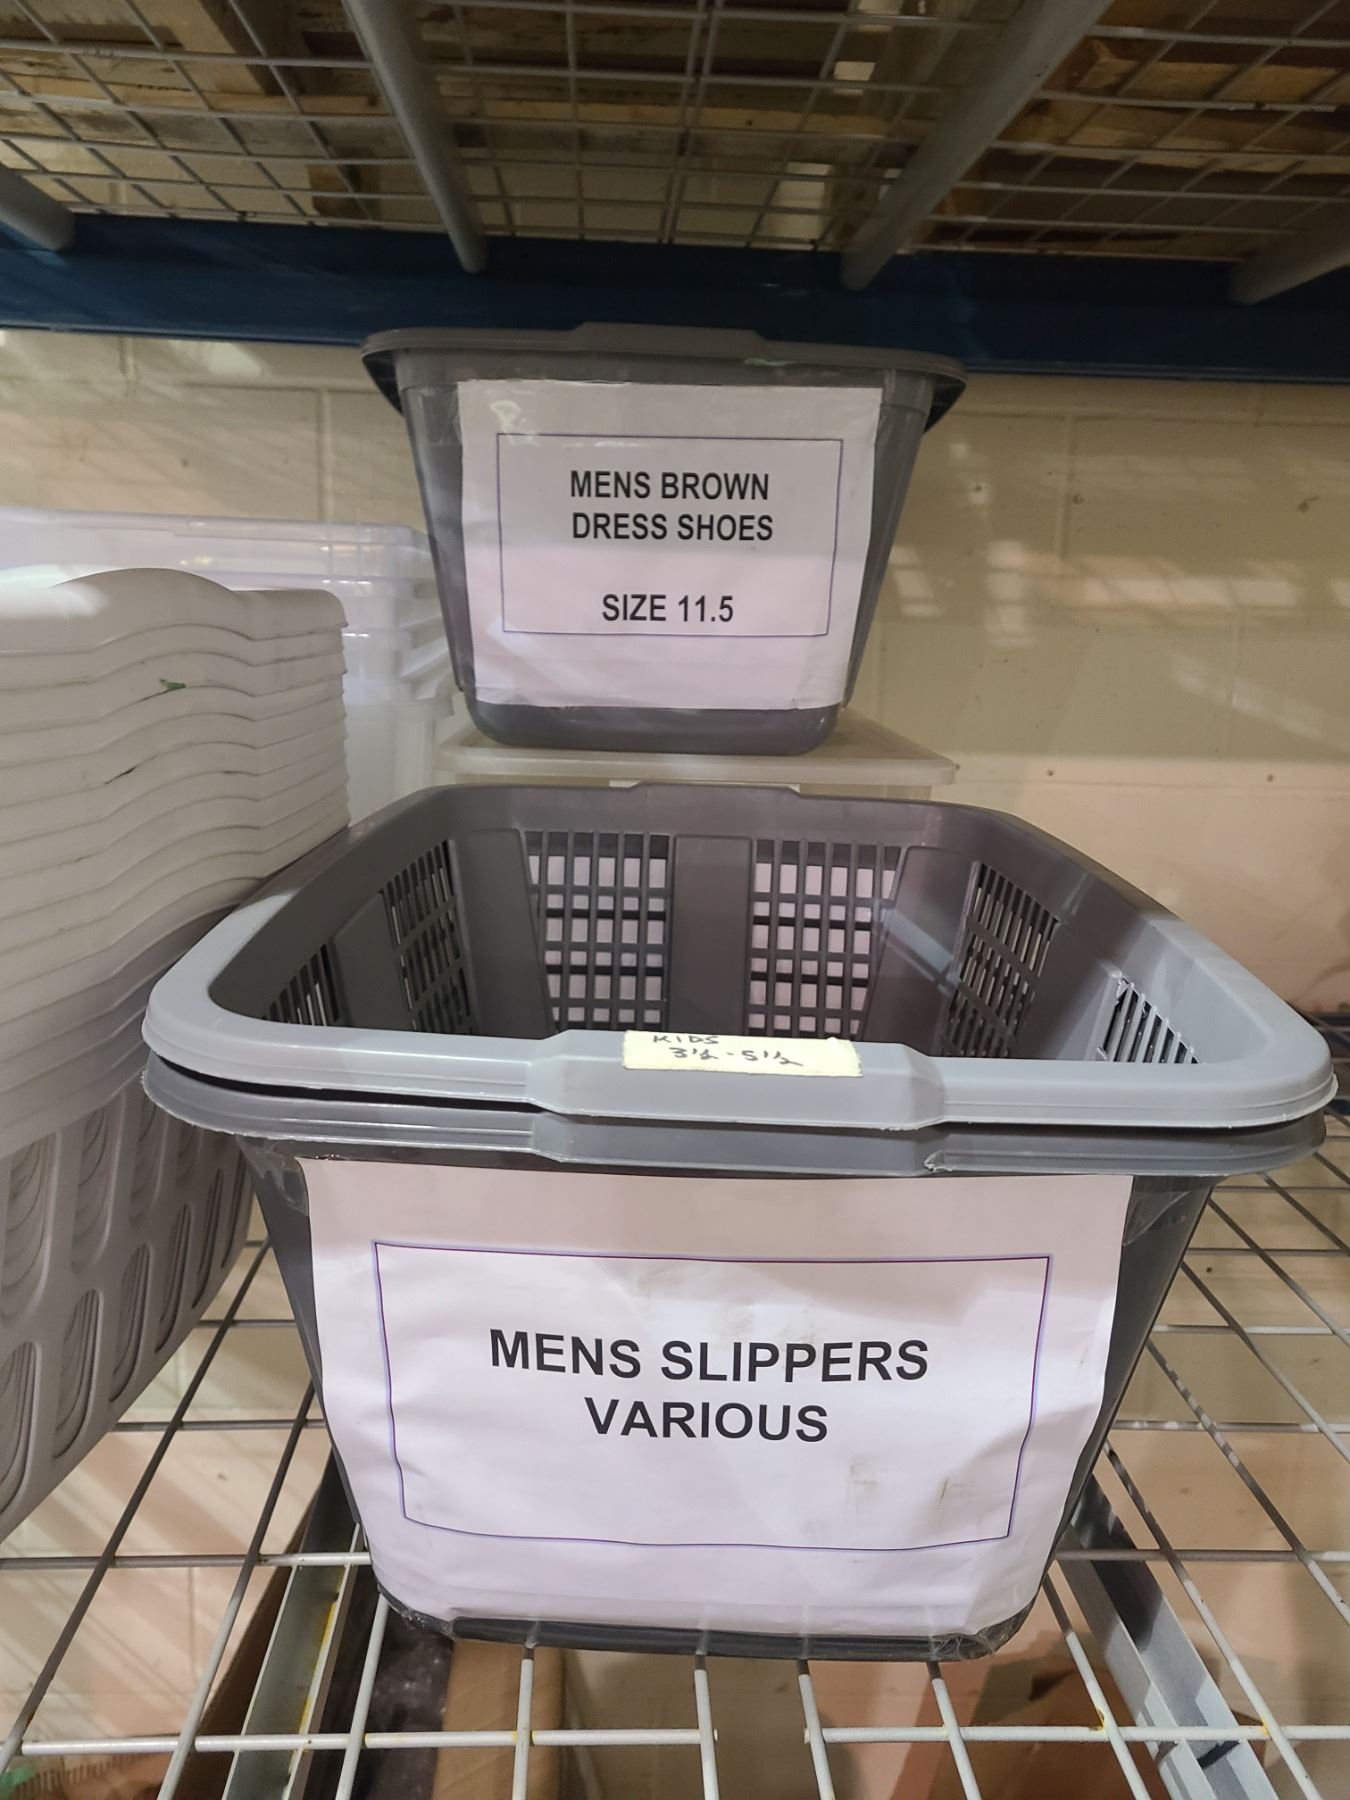 MENS BROWN
DRESS SHOES
SIZE 11.5
KIDS
3½ - 5½
MENS SLIPPERS
VARIOUS